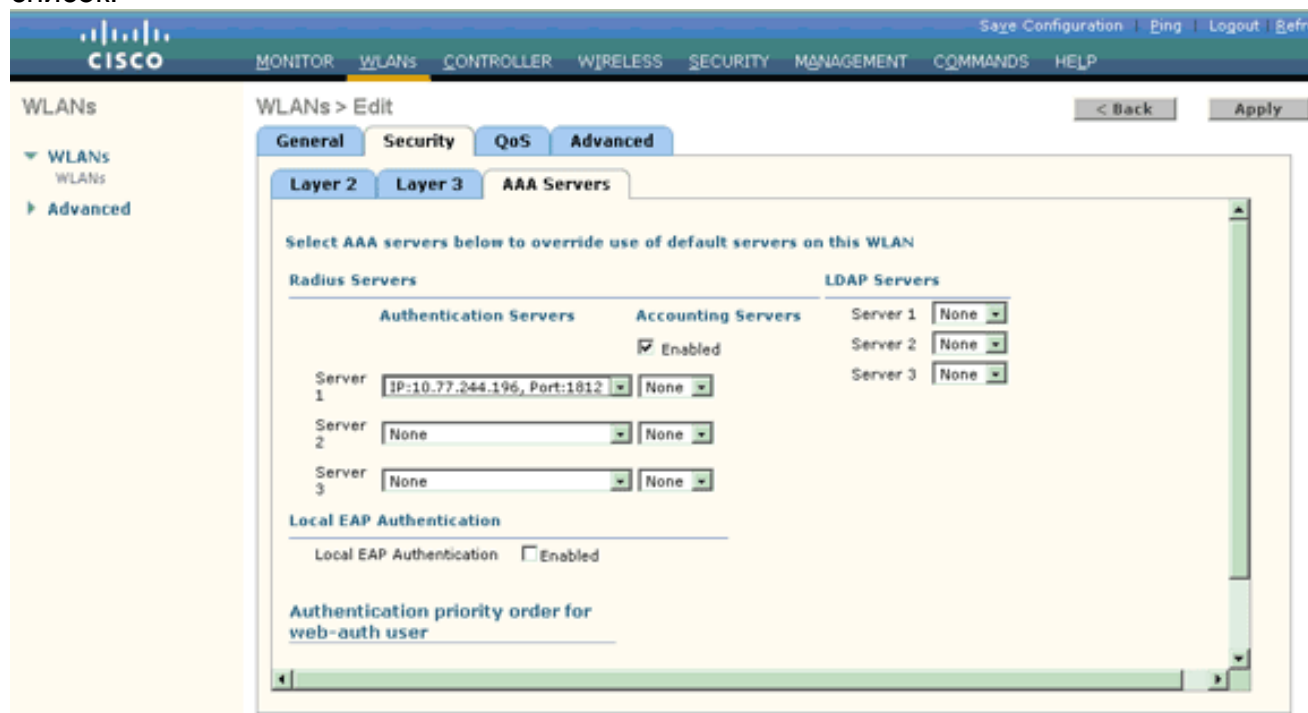 список.
Save Configuration | Ping | Logout | Refr
CISCO
MONITOR WLANs CONTROLLER WIRELESS SECURITY MANAGEMENT COMMANDS HELP
WLANs
WLANs
WLANs
Advanced
WLANs > Edit
< Back Apply
General Security QoS Advanced
Layer 2 Layer 3 AAA Servers
Select AAA servers below to override use of default servers on this WLAN
Radius Servers LDAP Servers
Authentication Servers Accounting Servers Server 1 None
Enabled Server 2 None
Server 1 IP:10.77.244.196, Port:1812 None Server 3 None
Server 2 None None
Server 3 None None
Local EAP Authentication
Local EAP Authentication Enabled
Authentication priority order for
web-auth user